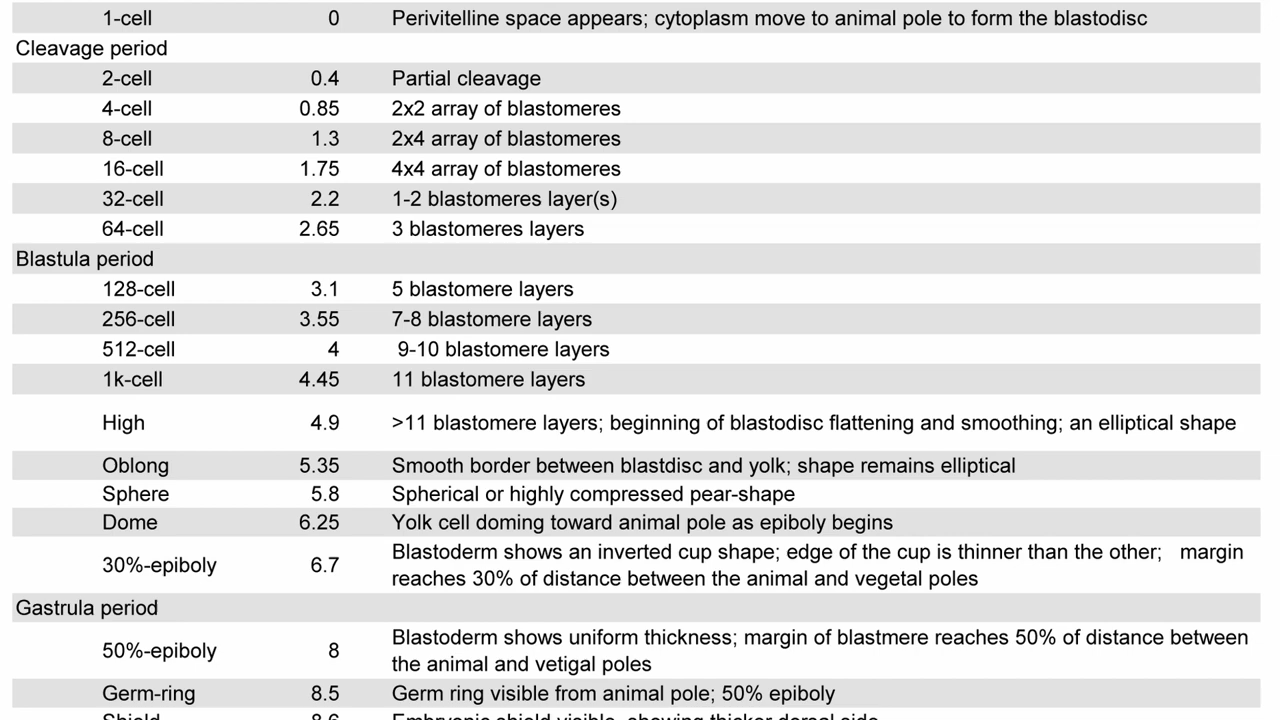 1-cell 0 Perivitelline space appears; cytoplasm move to animal pole to form the blastodisc
Cleavage period
2-cell 0.4 Partial cleavage
4-cell 0.85 2x2 array of blastomeres
8-cell 1.3 2x4 array of blastomeres
16-cell 1.75 4x4 array of blastomeres
32-cell 2.2 1-2 blastomeres layer(s)
64-cell 2.65 3 blastomeres layers
Blastula period
128-cell 3.1 5 blastomere layers
256-cell 3.55 7-8 blastomere layers
512-cell 4 9-10 blastomere layers
1k-cell 4.45 11 blastomere layers
High 4.9 >11 blastomere layers; beginning of blastodisc flattening and smoothing; an elliptical shape
Oblong 5.35 Smooth border between blastdisc and yolk; shape remains elliptical
Sphere 5.8 Spherical or highly compressed pear-shape
Dome 6.25 Yolk cell doming toward animal pole as epiboly begins
30%-epiboly 6.7 Blastoderm shows an inverted cup shape; edge of the cup is thinner than the other; margin
reaches 30% of distance between the animal and vegetal poles
Gastrula period
50%-epiboly 8 Blastoderm shows uniform thickness; margin of blastmere reaches 50% of distance between
the animal and vetigal poles
Germ-ring 8.5 Germ ring visible from animal pole; 50% epiboly
Shield 8.6 Embryonic shield visible, showing thicker dorsal side